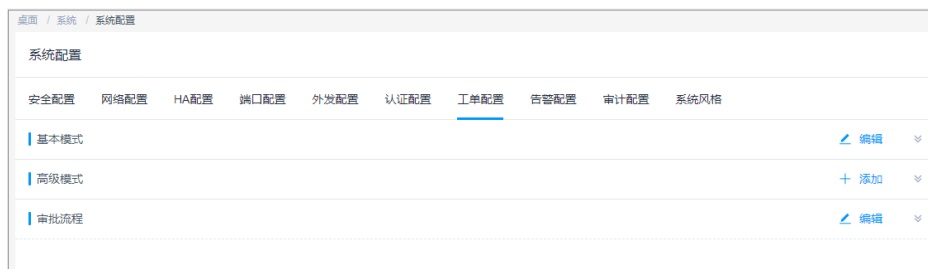 桌面 / 系统 / 系统配置
系统配置
安全配置 网络配置 HA配置 端口配置 外发配置 认证配置 工单配置 告警配置 审计配置 系统风格
基本模式 编辑
高级模式 添加
审批流程 编辑